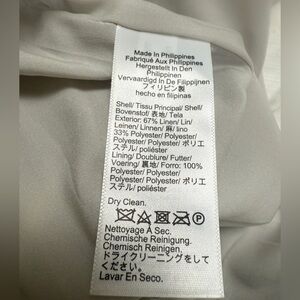 Made In Philippines
Fabriqué Aux Philippines
Hergestellt In Den
Philippinen
Vervaardigd In De Filippijnen
フィリピン製
hecho en filipinas
Shell/ Tissu Principal/ Shell/
Bovenstof/ 表地/ Tela
Exterior: 67% Linen/ Lin/
Leinen/ Linnen/ 麻/ lino
33% Polyester/ Polyester/
Polyester/ Polyester/ ポリエ
ステル/ poliéster
Lining/ Doublure/ Futter/
Voering/ 裏地/ Forro: 100%
Polyester/ Polyester/
Polyester/ Polyester/ ポリエ
ステル/ poliéster
Dry Clean.
P
Nettoyage A Sec.
Chemische Reinigung.
Chemisch Reinigen.
ドライクリーニングをして
ください。
Lavar En Seco.